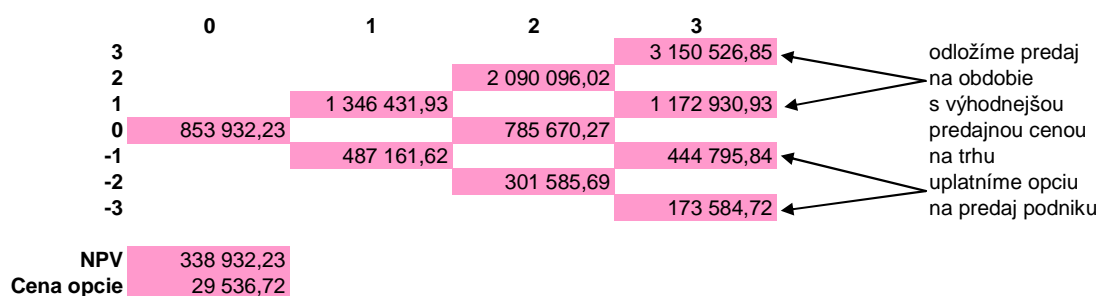 0 1 2 3
3 3 150 526,85 odložíme predaj
2 2 090 096,02 na obdobie
1 1 346 431,93 1 172 930,93 s výhodnejšou
0 853 932,23 785 670,27 predajnou cenou
-1 487 161,62 444 795,84 na trhu
-2 301 585,69 uplatníme opciu
-3 173 584,72 na predaj podniku
NPV 338 932,23
Cena opcie 29 536,72